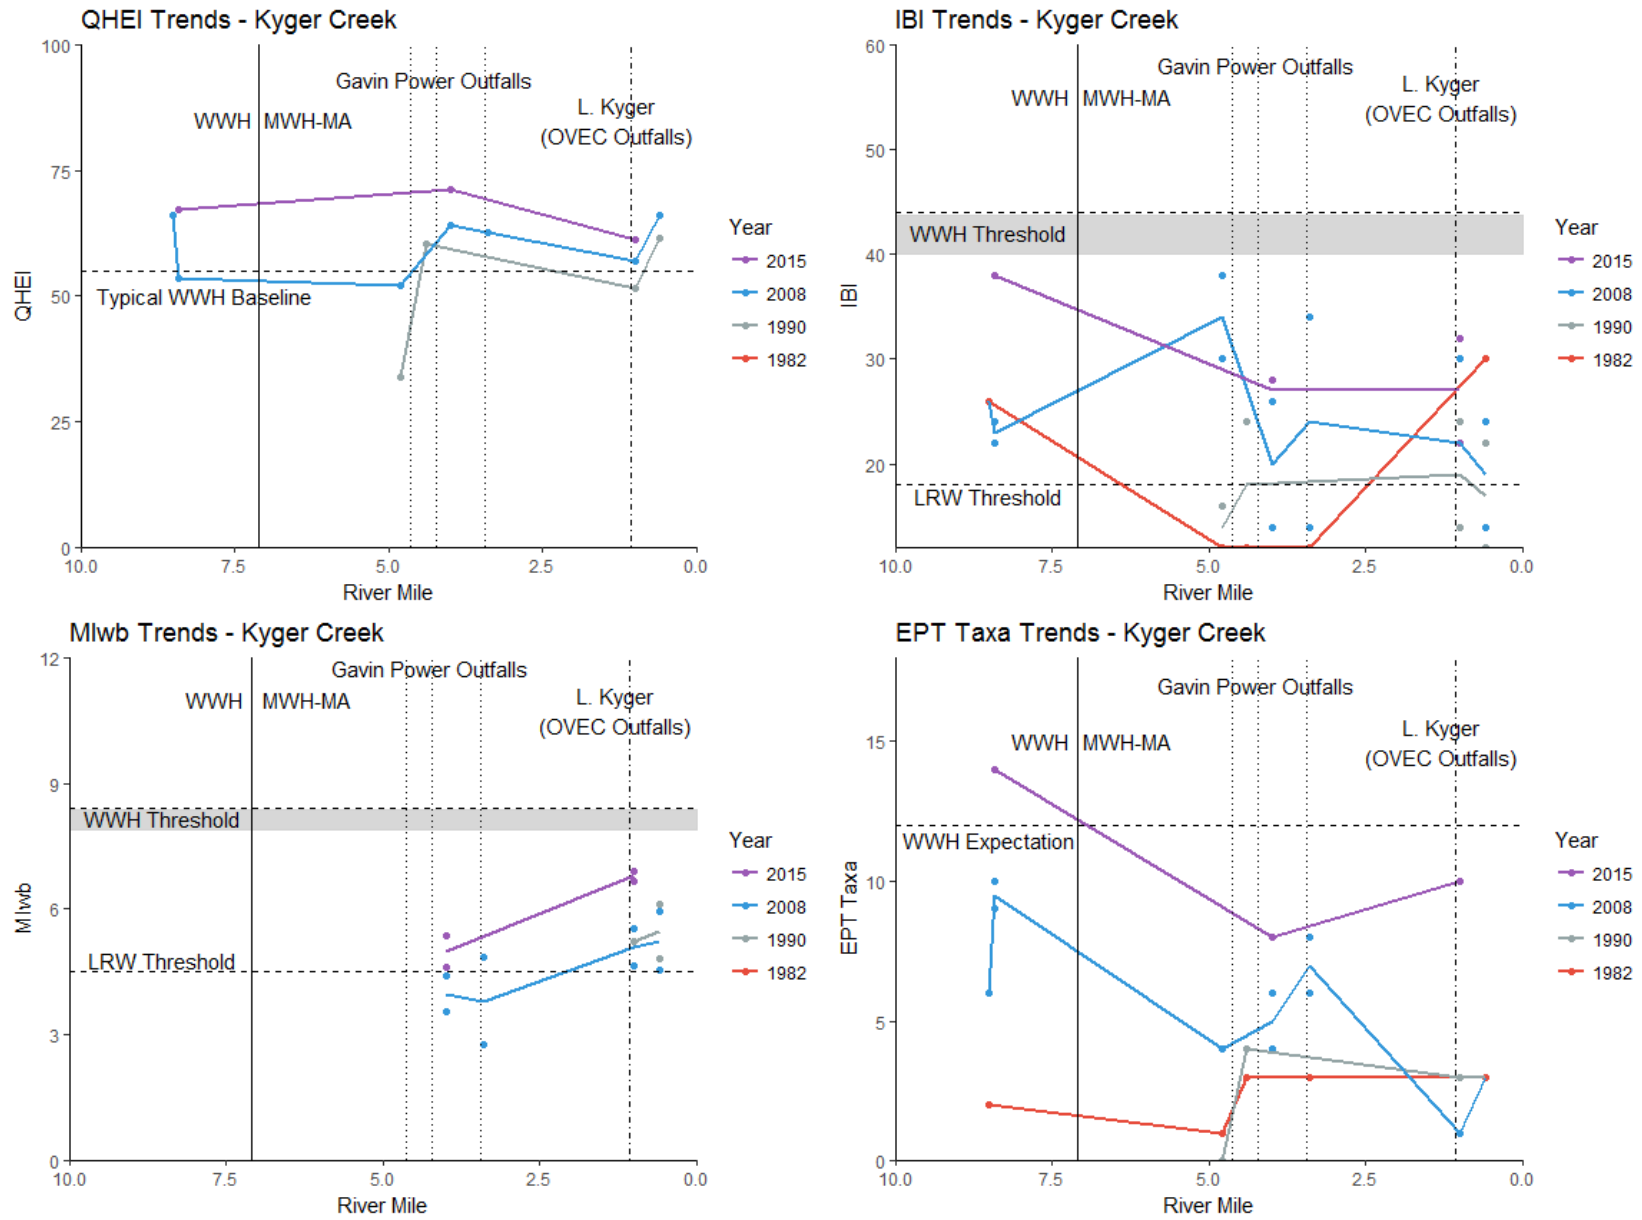 QHEI Trends - Kyger Creek
100
75
50
25
0
QHEI
Gavin Power Outfalls
L. Kyger
(OVEC Outfalls)
WWH
MWH-MA
Typical WWH Baseline
10.0
7.5
5.0
2.5
0.0
River Mile
Year
2015
2008
1990
1982
IBI Trends - Kyger Creek
60
50
40
30
20
IBI
Gavin Power Outfalls
L. Kyger
(OVEC Outfalls)
WWH
MWH-MA
WWH Threshold
LRW Threshold
10.0
7.5
5.0
2.5
0.0
River Mile
Year
2015
2008
1990
1982
MIwb Trends - Kyger Creek
12
9
6
3
0
MIwb
Gavin Power Outfalls
L. Kyger
(OVEC Outfalls)
WWH
MWH-MA
WWH Threshold
LRW Threshold
10.0
7.5
5.0
2.5
0.0
River Mile
Year
2015
2008
1990
1982
EPT Taxa Trends - Kyger Creek
15
10
5
0
EPT Taxa
Gavin Power Outfalls
L. Kyger
(OVEC Outfalls)
WWH
MWH-MA
WWH Expectation
10.0
7.5
5.0
2.5
0.0
River Mile
Year
2015
2008
1990
1982